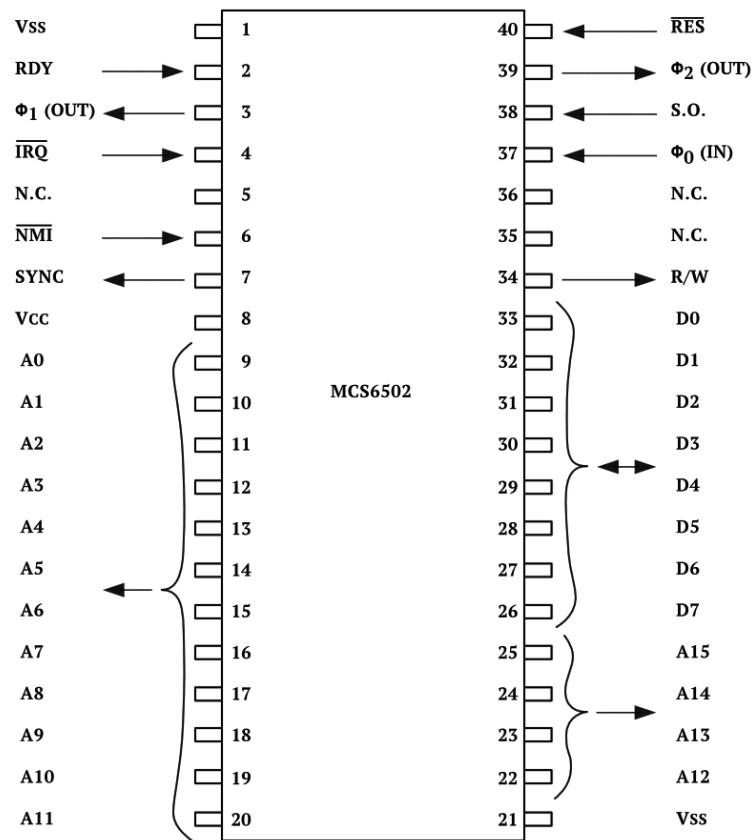 Vss 1 40 R̅E̅S̅
RDY 2 39 Φ2 (OUT)
Φ1 (OUT) 3 38 S.O.
I̅R̅Q̅ 4 37 Φ0 (IN)
N.C. 5 36 N.C.
N̅M̅I̅ 6 35 N.C.
SYNC 7 34 R/W
Vcc 8 33 D0
A0 9 32 D1
A1 10 MCS6502 31 D2
A2 11 30 D3
A3 12 29 D4
A4 13 28 D5
A5 14 27 D6
A6 15 26 D7
A7 16 25 A15
A8 17 24 A14
A9 18 23 A13
A10 19 22 A12
A11 20 21 Vss